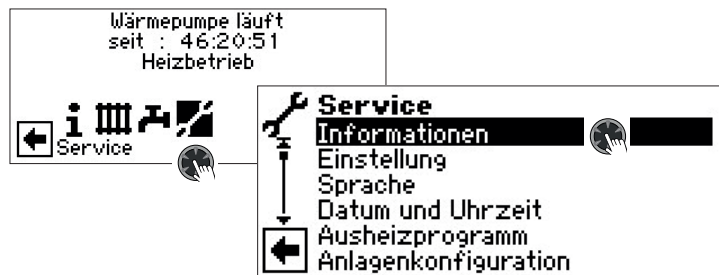 Wärmepumpe läuft
seit : 46:20:51
Heizbetrieb
Service
Service
Informationen
Einstellung
Sprache
Datum und Uhrzeit
Ausheizprogramm
Anlagenkonfiguration